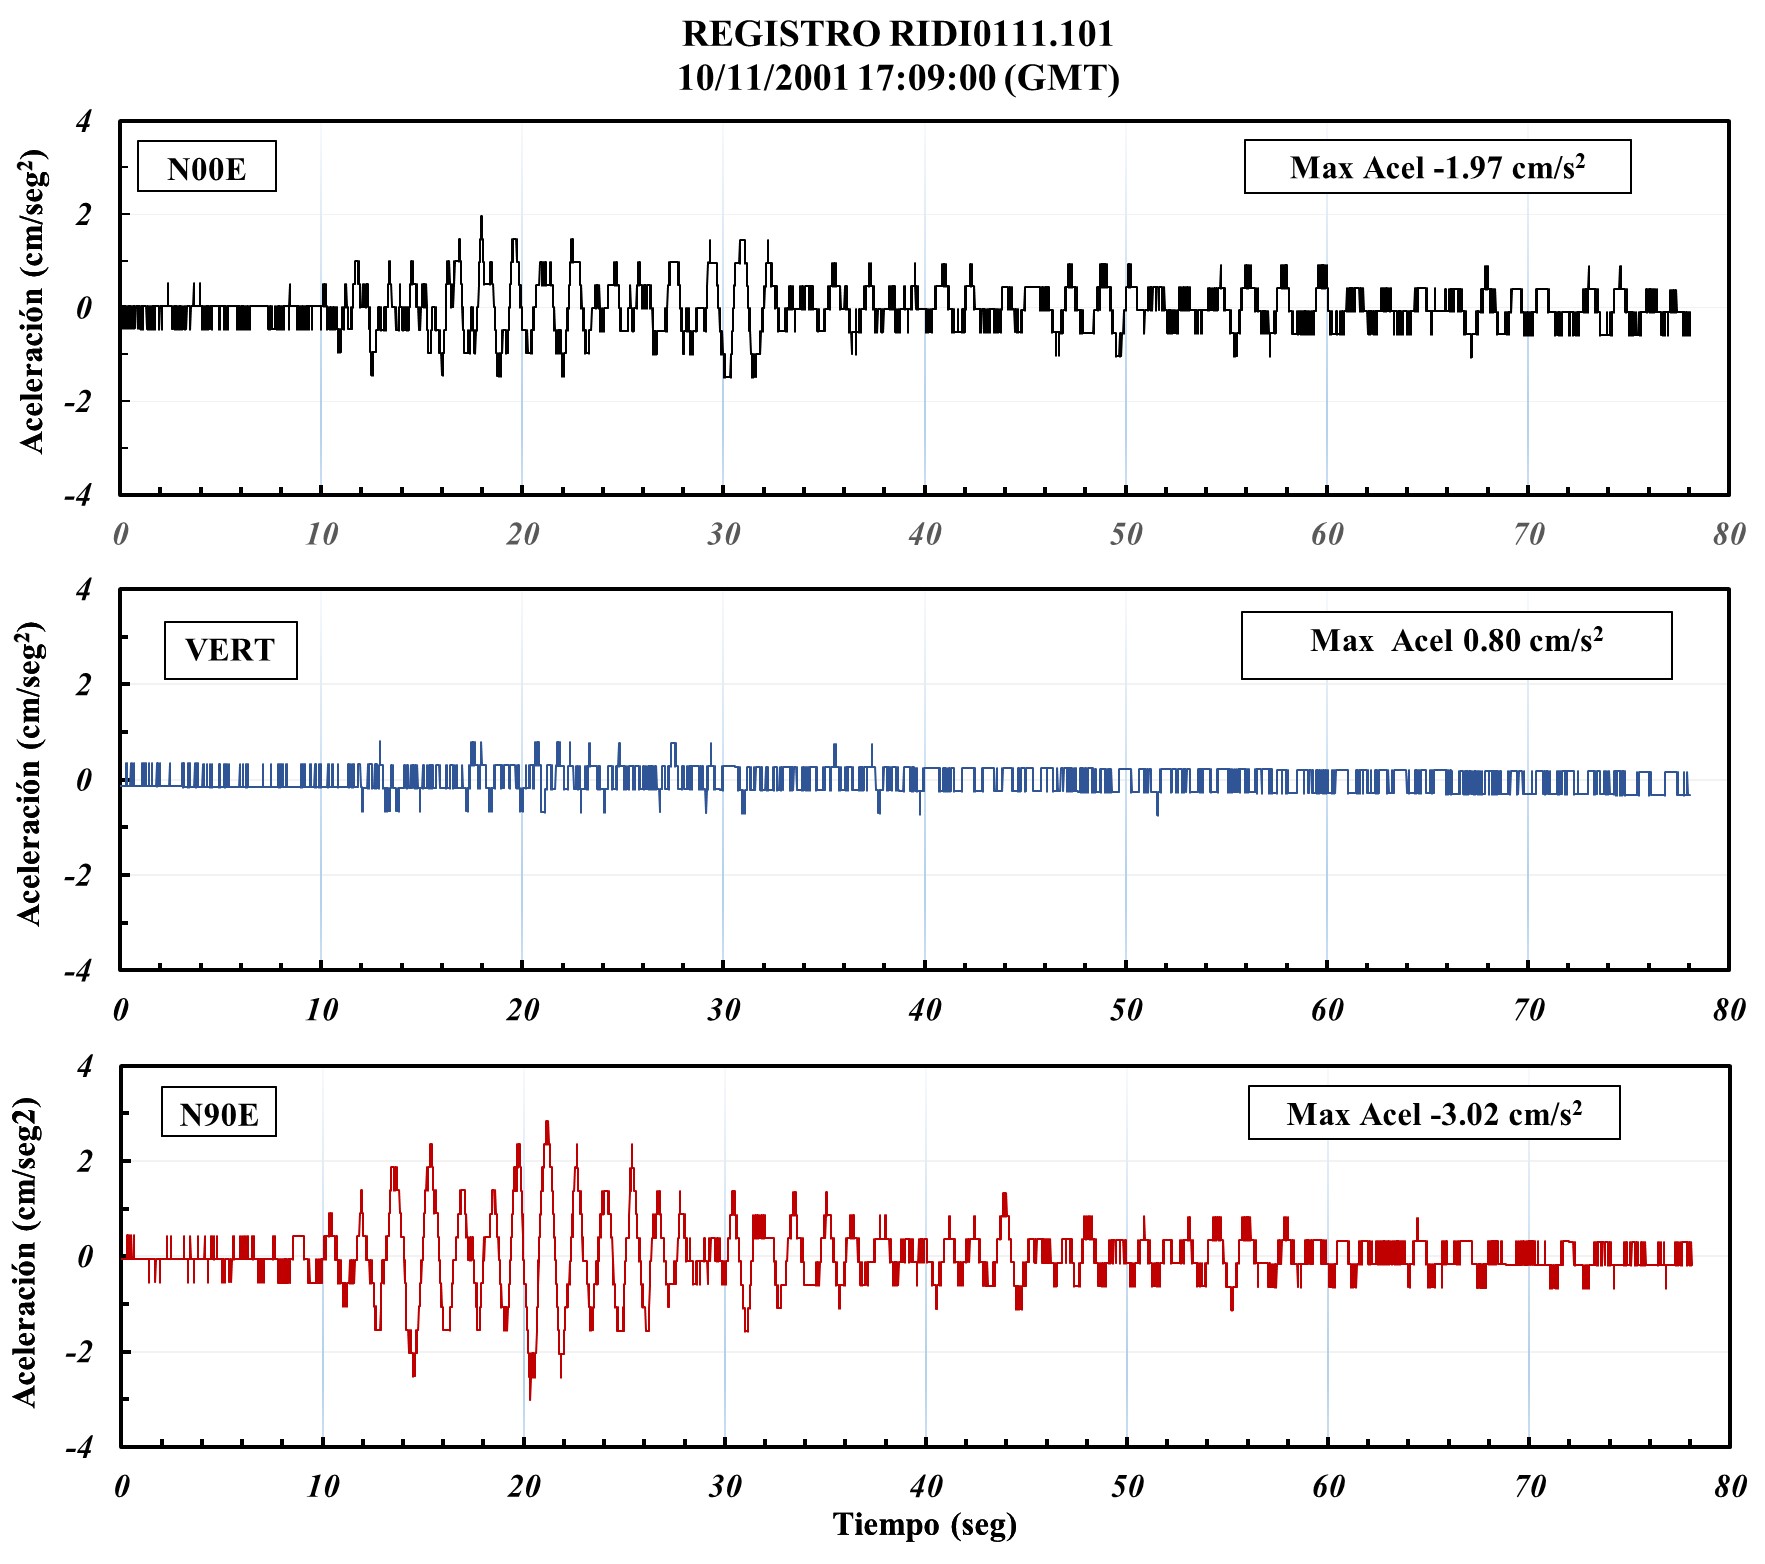 REGISTRO RIDI0111.101
10/11/2001 17:09:00 (GMT)
N00E
Max Acel -1.97 cm/s²
Aceleración (cm/seg²)
4
2
0
-2
-4
0 10 20 30 40 50 60 70 80
VERT
Max Acel 0.80 cm/s²
Aceleración (cm/seg²)
4
2
0
-2
-4
0 10 20 30 40 50 60 70 80
N90E
Max Acel -3.02 cm/s²
Aceleración (cm/seg2)
4
2
0
-2
-4
0 10 20 30 40 50 60 70 80
Tiempo (seg)